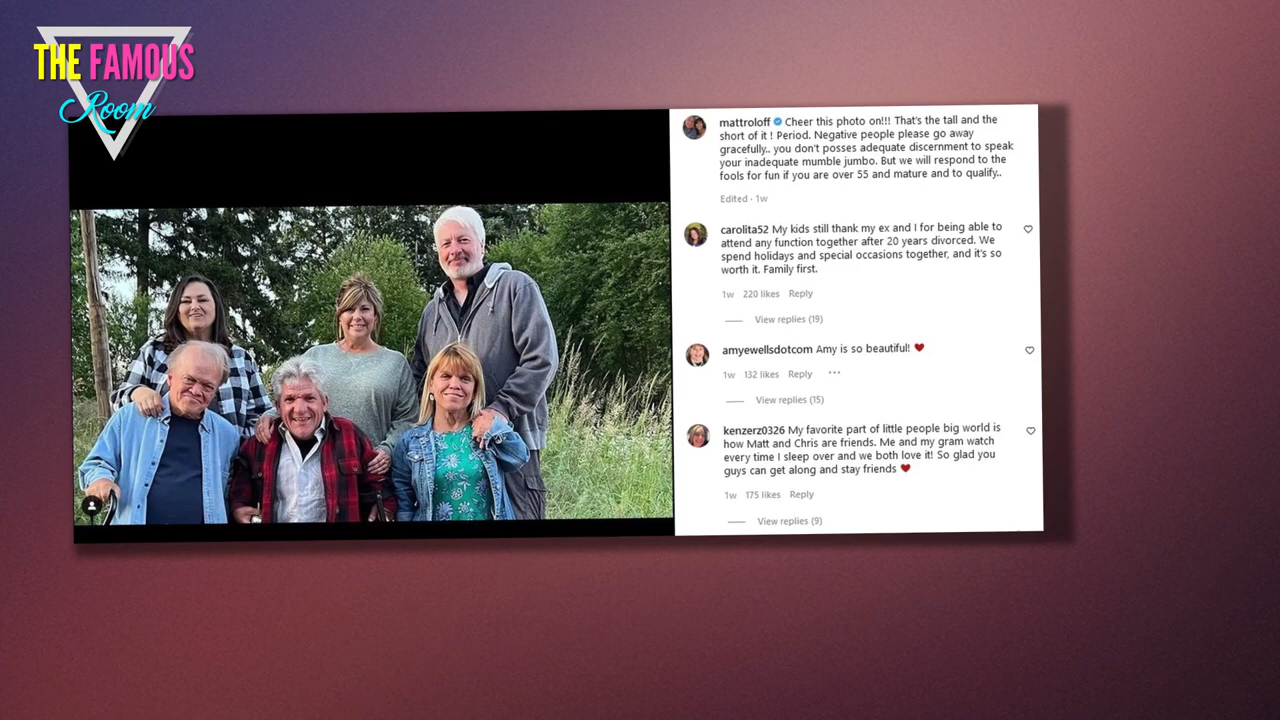 THE FAMOUS
Room
mattroloff Cheer this photo on!!! That's the tall and the
short of it ! Period. Negative people please go away
gracefully.. you don't posses adequate discernment to speak
your inadequate mumble jumbo. But we will respond to the
fools for fun if you are over 55 and mature and to qualify..
Edited · 1w
carolita52 My kids still thank my ex and I for being able to
attend any function together after 20 years divorced. We
spend holidays and special occasions together, and it's so
worth it. Family first.
1w 220 likes Reply
View replies (19)
amyewellsdotcom Amy is so beautiful! ❤
1w 132 likes Reply ...
View replies (15)
kenzerz0326 My favorite part of little people big world is
how Matt and Chris are friends. Me and my gram watch
every time I sleep over and we both love it! So glad you
guys can get along and stay friends ❤
1w 175 likes Reply
View replies (9)